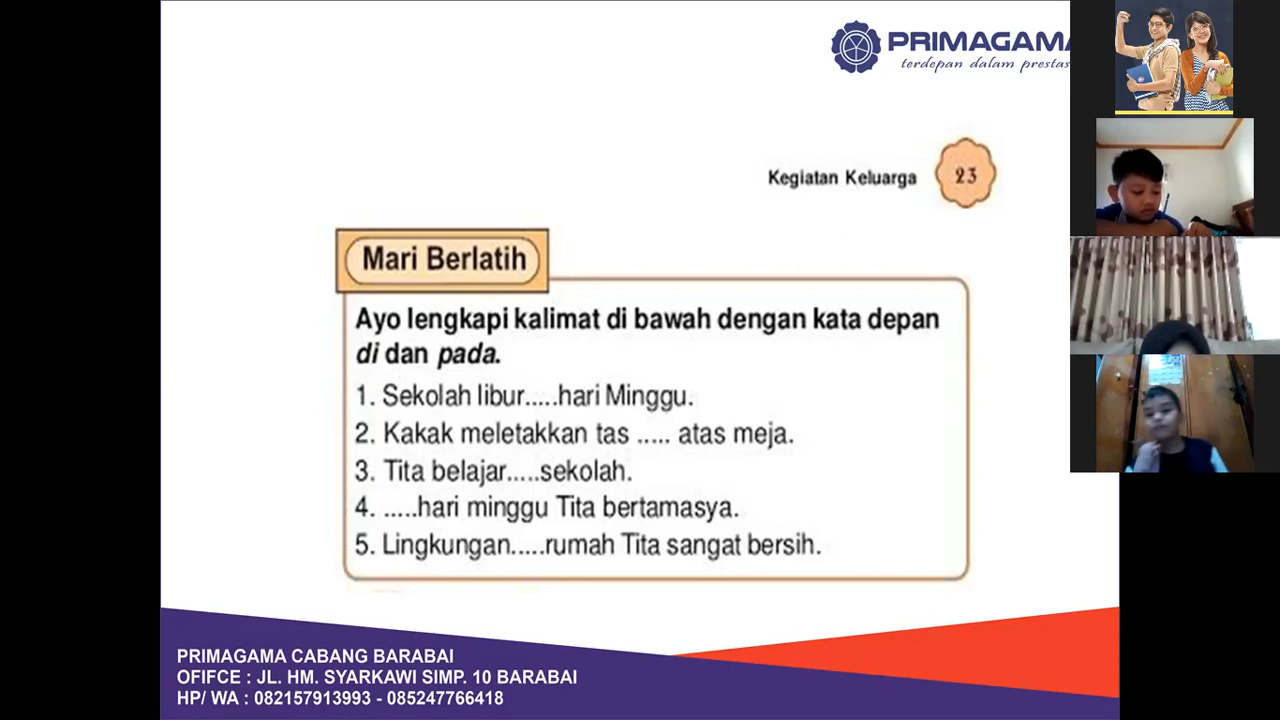 PRIMAGAMA
terdepan dalam prestas
Kegiatan Keluarga 23
Mari Berlatih
Ayo lengkapi kalimat di bawah dengan kata depan
di dan pada.
1. Sekolah libur.....hari Minggu.
2. Kakak meletakkan tas ..... atas meja.
3. Tita belajar.....sekolah.
4. .....hari minggu Tita bertamasya.
5. Lingkungan.....rumah Tita sangat bersih.
PRIMAGAMA CABANG BARABAI
OFIFCE : JL. HM. SYARKAWI SIMP. 10 BARABAI
HP/ WA : 082157913993 - 085247766418